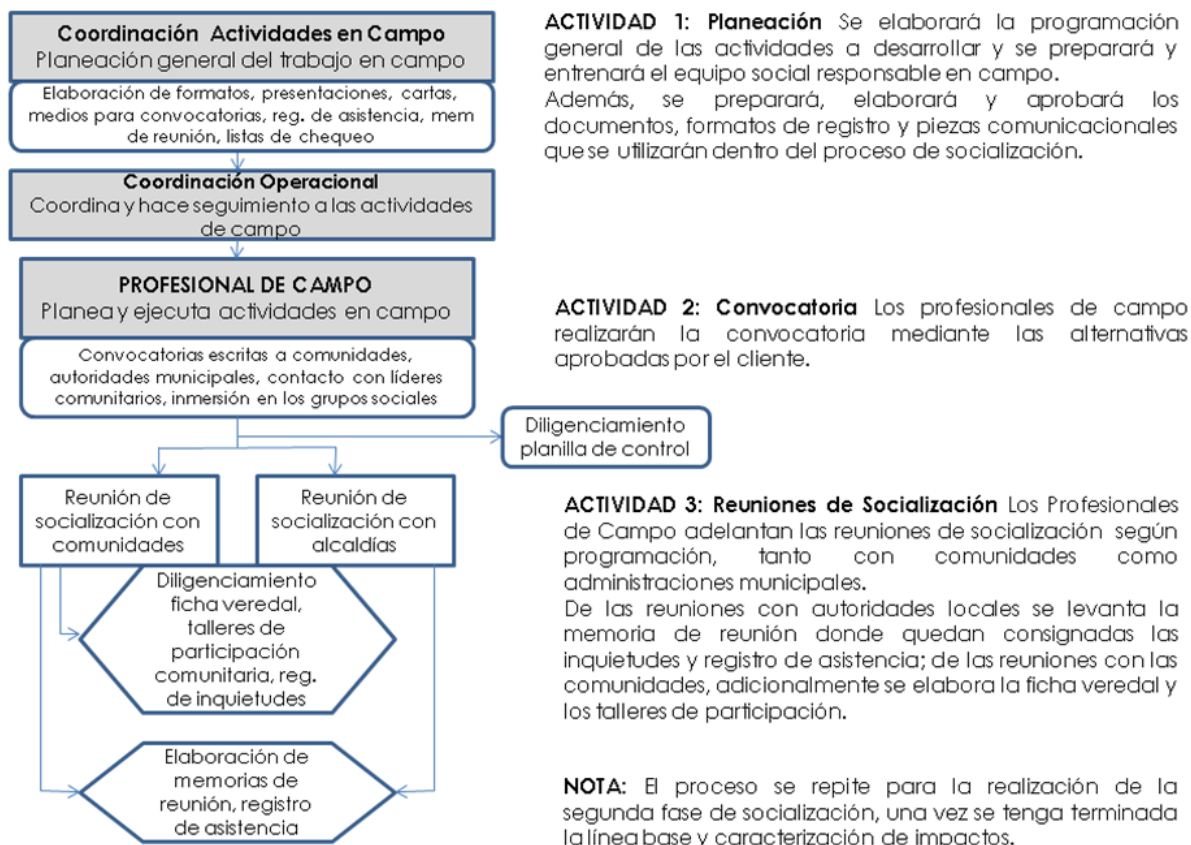 Coordinación Actividades en Campo
Planeación general del trabajo en campo
Elaboración de formatos, presentaciones, cartas,
medios para convocatorias, reg. de asistencia, mem
de reunión, listas de chequeo
Coordinación Operacional
Coordina y hace seguimiento a las actividades
de campo
PROFESIONAL DE CAMPO
Planea y ejecuta actividades en campo
Convocatorias escritas a comunidades,
autoridades municipales, contacto con líderes
comunitarios, inmersión en los grupos sociales
Diligenciamiento
planilla de control
Reunión de
socialización con
comunidades
Reunión de
socialización con
alcaldías
Diligenciamiento
ficha veredal,
talleres de
participación
comunitaria, reg.
de inquietudes
Elaboración de
memorias de
reunión, registro
de asistencia
ACTIVIDAD 1: Planeación Se elaborará la programación
general de las actividades a desarrollar y se preparará y
entrenará el equipo social responsable en campo.
Además, se preparará, elaborará y aprobará los
documentos, formatos de registro y piezas comunicacionales
que se utilizarán dentro del proceso de socialización.
ACTIVIDAD 2: Convocatoria Los profesionales de campo
realizarán la convocatoria mediante las alternativas
aprobadas por el cliente.
ACTIVIDAD 3: Reuniones de Socialización Los Profesionales
de Campo adelantan las reuniones de socialización según
programación, tanto con comunidades como
administraciones municipales.
De las reuniones con autoridades locales se levanta la
memoria de reunión donde quedan consignadas las
inquietudes y registro de asistencia; de las reuniones con las
comunidades, adicionalmente se elabora la ficha veredal y
los talleres de participación.
NOTA: El proceso se repite para la realización de la
segunda fase de socialización, una vez se tenga terminada
la línea base y caracterización de impactos.